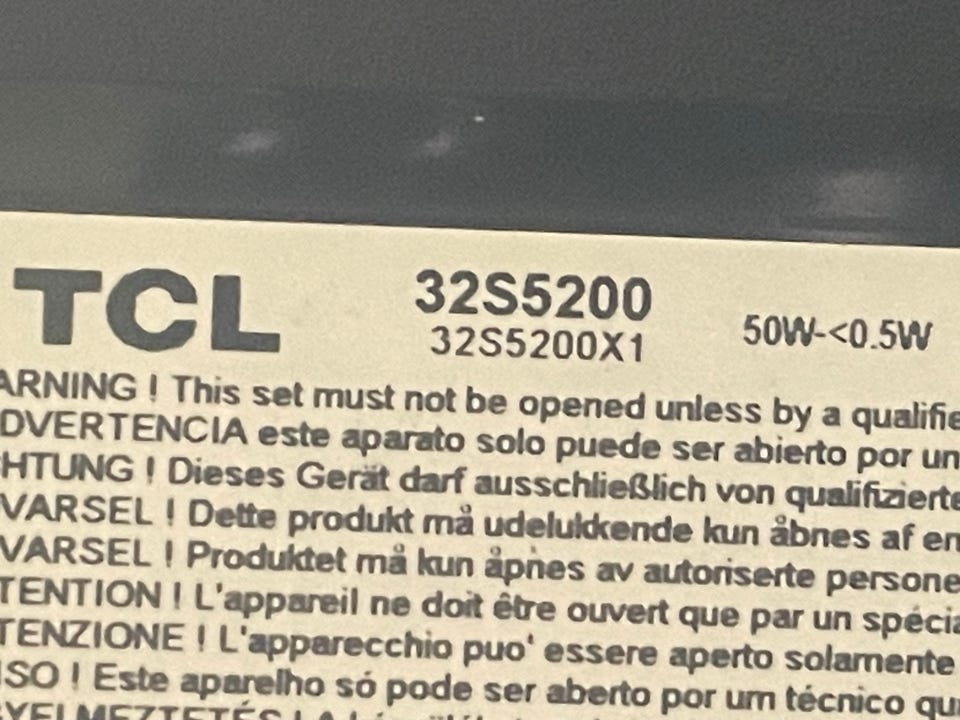 TCL 32S5200 50W-<0.5W
32S5200X1
ARNING ! This set must not be opened unless by a qualifie
DVERTENCIA este aparato solo puede ser abierto por un
CHTUNG ! Dieses Gerät darf ausschließlich von qualifizierte
VARSEL ! Dette produkt må udelukkende kun åbnes af en
VARSEL ! Produktet må kun åpnes av autoriserte persone
TENTION ! L'appareil ne doit être ouvert que par un spécia
TENZIONE ! L'apparecchio puo' essere aperto solamente
ISO ! Este aparelho só pode ser aberto por um técnico qu